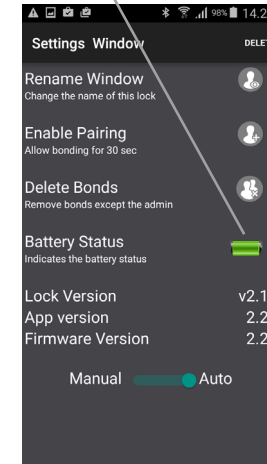 98% 14.2
Settings Window DELE
Rename Window
Change the name of this lock
Enable Pairing
Allow bonding for 30 sec
Delete Bonds
Remove bonds except the admin
Battery Status
Indicates the battery status
Lock Version v2.1
App version 2.2
Firmware Version 2.2
Manual Auto